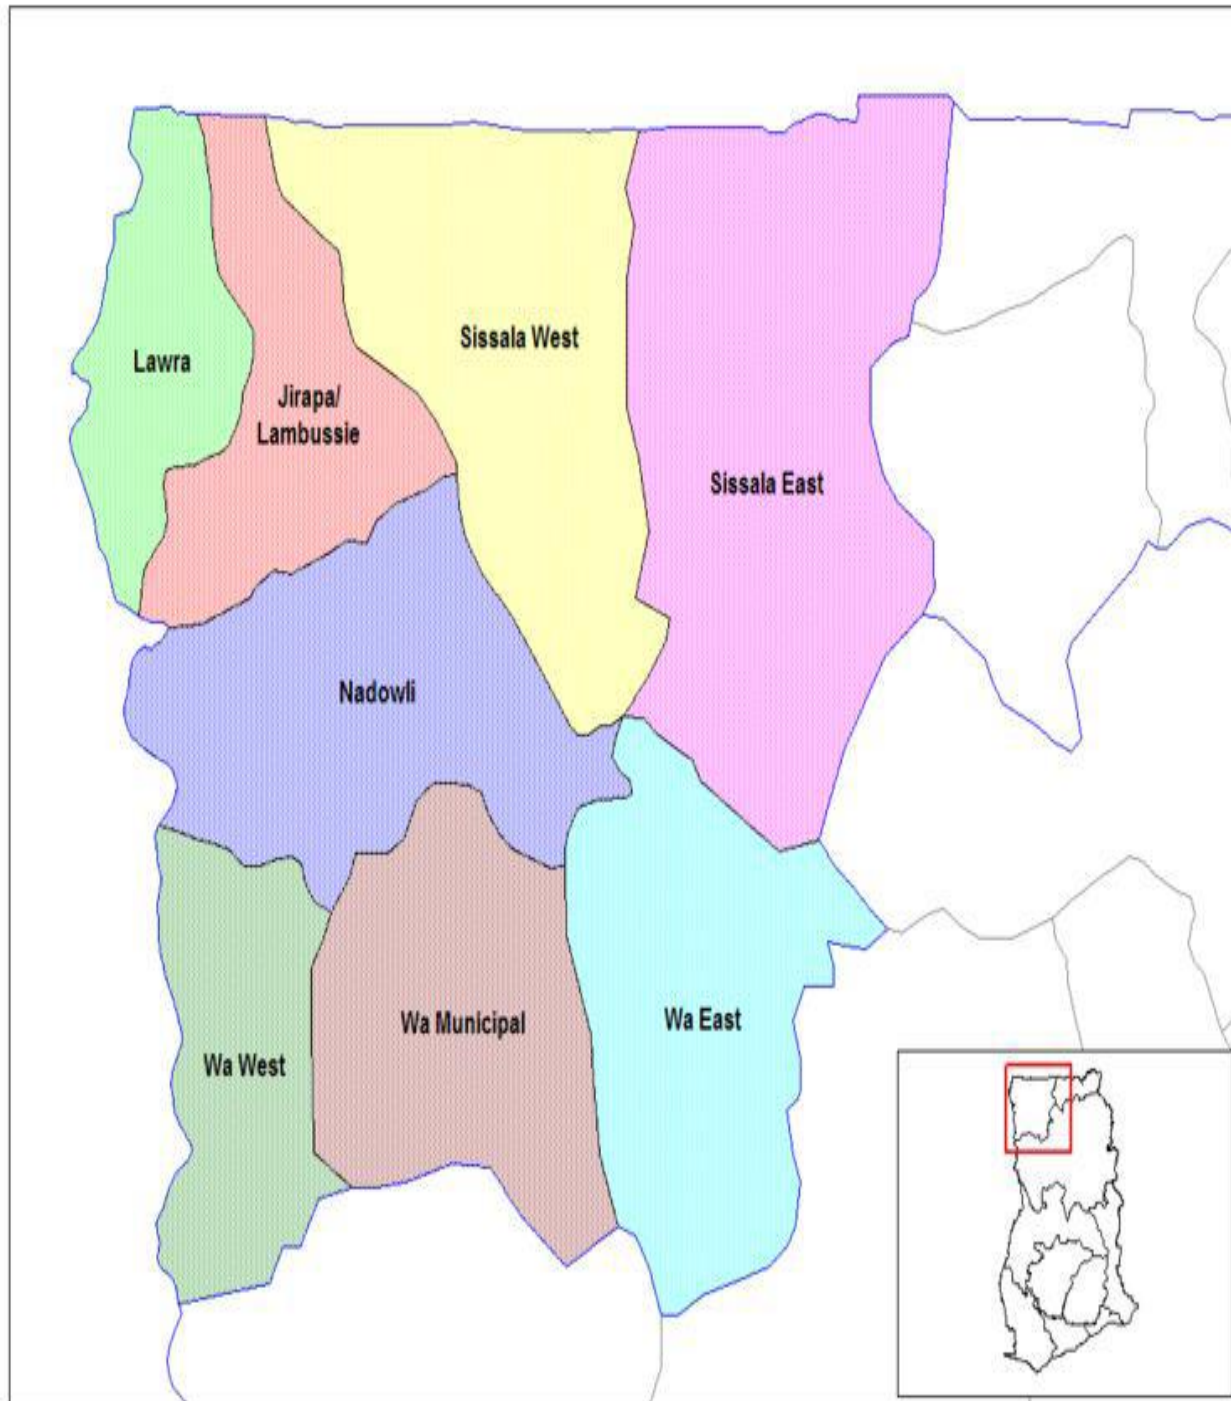 Sissala West
Lawra
Jirapa/
Lambussie
Sissala East
Nadowli
Wa Municipal
Wa East
Wa West